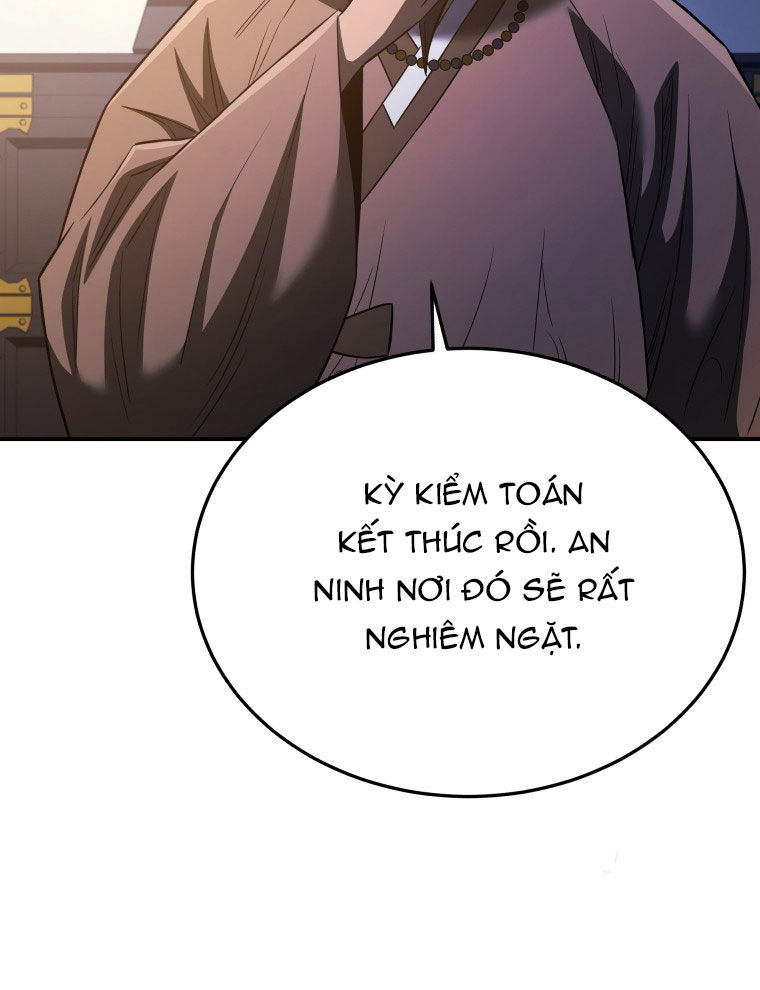 KỲ KIỂM TOÁN
KẾT THÚC RỒI. AN
NINH NƠI ĐÓ SẼ RẤT
NGHIÊM NGẶT.